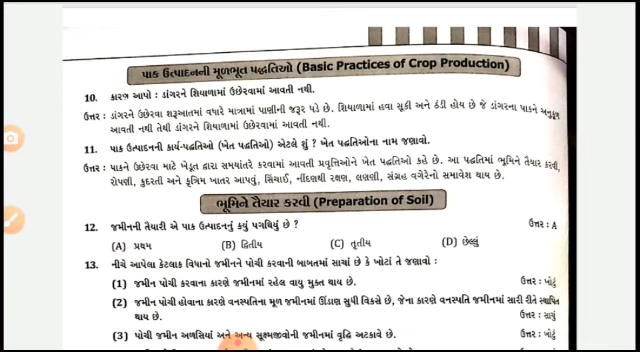 પાક ઉત્પાદનની મૂળભૂત પદ્ધતિઓ (Basic Practices of Crop Production)
10. કારણ આપો : ડાંગરને શિયાળામાં ઉછેરવામાં આવતી નથી.
ઉત્તર : ડાંગરને ઉછેરવા શરૂઆતમાં વધારે માત્રામાં પાણીની જરૂર પડે છે. શિયાળામાં હવા સૂકી અને ઠંડી હોય છે જે ડાંગરના પાકને અનુકૂળ
આવતી નથી તેથી ડાંગરને શિયાળામાં ઉછેરવામાં આવતી નથી.
11. પાક ઉત્પાદનની કાર્ય-પદ્ધતિઓ (ખેત પદ્ધતિઓ) એટલે શું ? ખેત પદ્ધતિઓના નામ જણાવો.
ઉત્તર : પાકને ઉછેરવા માટે ખેડૂત દ્વારા સમયાંતરે કરવામાં આવતી પ્રવૃત્તિઓને ખેત પદ્ધતિઓ કહે છે. આ પદ્ધતિમાં ભૂમિને તૈયાર કરવી,
રોપણી, કુદરતી અને કૃત્રિમ ખાતર આપવું, સિંચાઈ, નીંદણથી રક્ષણ, લણણી, સંગ્રહ વગેરેનો સમાવેશ થાય છે.
ભૂમિને તૈયાર કરવી (Preparation of Soil)
12. જમીનની તૈયારી એ પાક ઉત્પાદનનું કયું પગથિયું છે ? ઉત્તર : A
(A) પ્રથમ (B) દ્વિતીય (C) તૃતીય (D) છેલ્લું
13. નીચે આપેલા કેટલાક વિધાનો જમીનને પોચી કરવાની બાબતમાં સાચાં છે કે ખોટાં તે જણાવો :
(1) જમીન પોચી કરવાના કારણે જમીનમાં રહેલ વાયુ મુક્ત થાય છે. ઉત્તર : ખોટું
(2) જમીન પોચી હોવાના કારણે વનસ્પતિના મૂળ જમીનમાં ઊંડાણ સુધી વિકસે છે, જેના કારણે વનસ્પતિ જમીનમાં સારી રીતે સ્થાપિત
થાય છે. ઉત્તર : સાચું
(3) પોચી જમીન અળસિયાં અને અન્ય સૂક્ષ્મજીવોની જમીનમાં વૃદ્ધિ અટકાવે છે. ઉત્તર : ખોટું